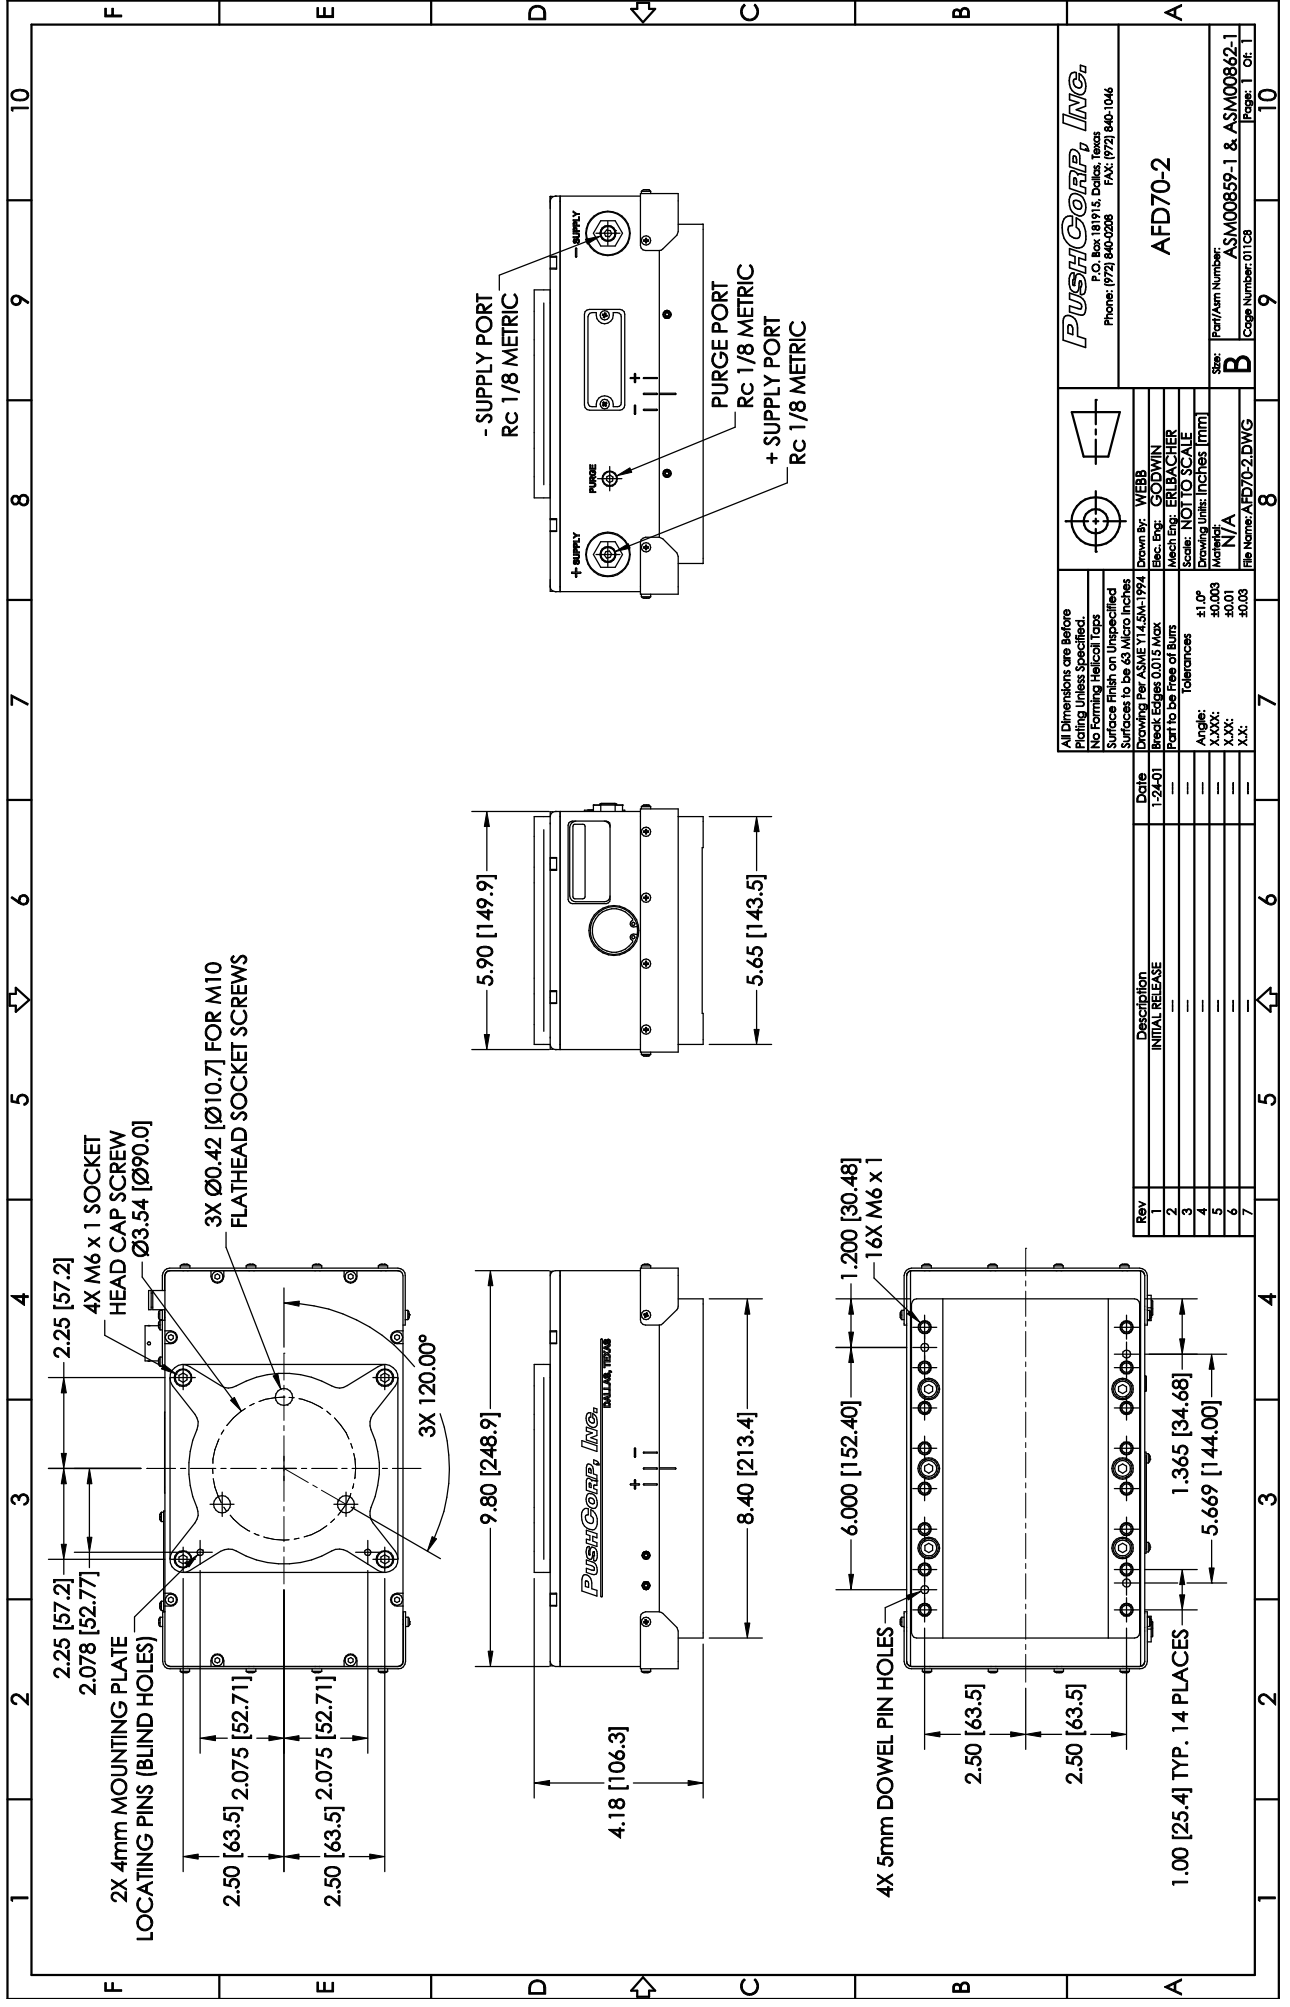 1 2 3 4 5 6 7 8 9 10
F
E
D
C
B
A
F
E
D
C
B
A
1 2 3 4 5 6 7 8 9 10
2.25 [57.2]
2.25 [57.2]
2.078 [52.77]
2X 4mm MOUNTING PLATE
LOCATING PINS (BLIND HOLES)
4X M6 x 1 SOCKET
HEAD CAP SCREW
Ø3.54 [Ø90.0]
3X Ø0.42 [Ø10.7] FOR M10
FLATHEAD SOCKET SCREWS
3X 120.00°
2.50 [63.5]
2.075 [52.71]
2.50 [63.5]
2.075 [52.71]
9.80 [248.9]
PUSHCORP, INC.
DALLAS, TEXAS
+ -
4.18 [106.3]
8.40 [213.4]
5.90 [149.9]
5.65 [143.5]
- SUPPLY PORT
Rc 1/8 METRIC
+ SUPPLY
PURGE
- SUPPLY
- +
PURGE PORT
Rc 1/8 METRIC
+ SUPPLY PORT
Rc 1/8 METRIC
4X 5mm DOWEL PIN HOLES
6.000 [152.40]
1.200 [30.48]
16X M6 x 1
2.50 [63.5]
2.50 [63.5]
1.00 [25.4] TYP. 14 PLACES
1.365 [34.68]
5.669 [144.00]
Rev Description Date
1 INITIAL RELEASE 1-24-01
2 -- --
3 -- --
4 -- --
5 -- --
6 -- --
7 -- --
All Dimensions are Before
Plating Unless Specified.
No Forming Helicoil Taps
Surface Finish on Unspecified
Surfaces to be 63 Micro Inches
Drawing Per ASME Y14.5M-1994
Break Edges 0.015 Max
Part to be Free of Burrs
Tolerances
Angle: ±1.0°
X.XXX: ±0.003
X.XX: ±0.01
X.X: ±0.03
Drawn By: WEBB
Elec. Eng: GODWIN
Mech Eng: ERLBACHER
Scale: NOT TO SCALE
Drawing Units: Inches [mm]
Material: N/A
File Name: AFD70-2.DWG
PUSHCORP, INC.
P.O. Box 181915, Dallas, Texas
Phone: (972) 840-0208 FAX: (972) 840-1046
AFD70-2
Size: B
Part/Asm Number: ASM00859-1 & ASM00862-1
Cage Number: 011C8 Page: 1 Of: 1